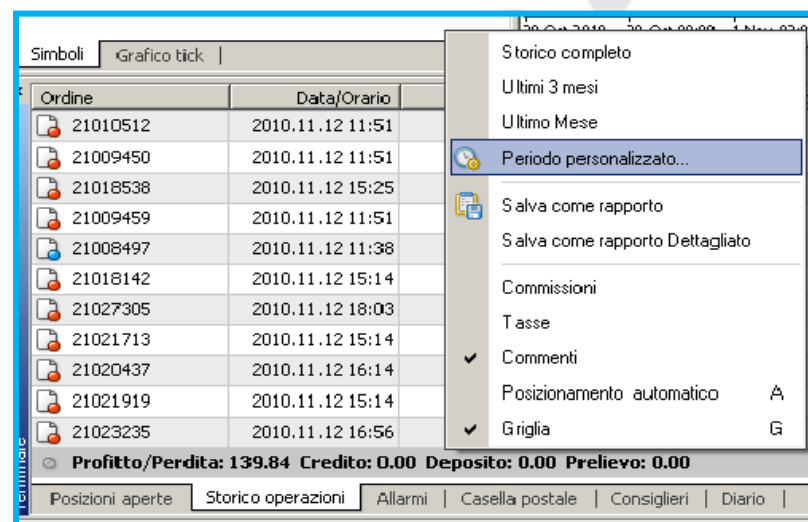 Simboli | Grafico tick |
Ordine Data/Orario
21010512 2010.11.12 11:51
21009450 2010.11.12 11:51
21018538 2010.11.12 15:25
21009459 2010.11.12 11:51
21008497 2010.11.12 11:38
21018142 2010.11.12 15:14
21027305 2010.11.12 18:03
21021713 2010.11.12 15:14
21020437 2010.11.12 16:14
21021919 2010.11.12 15:14
21023235 2010.11.12 16:56
Profitto/Perdita: 139.84 Credito: 0.00 Deposito: 0.00 Prelievo: 0.00
Posizioni aperte | Storico operazioni | Allarmi | Casella postale | Consiglieri | Diario |
Storico completo
Ultimi 3 mesi
Ultimo Mese
Periodo personalizzato...
Salva come rapporto
Salva come rapporto Dettagliato
Commissioni
Tasse
Commenti
Posizionamento automatico A
Griglia G